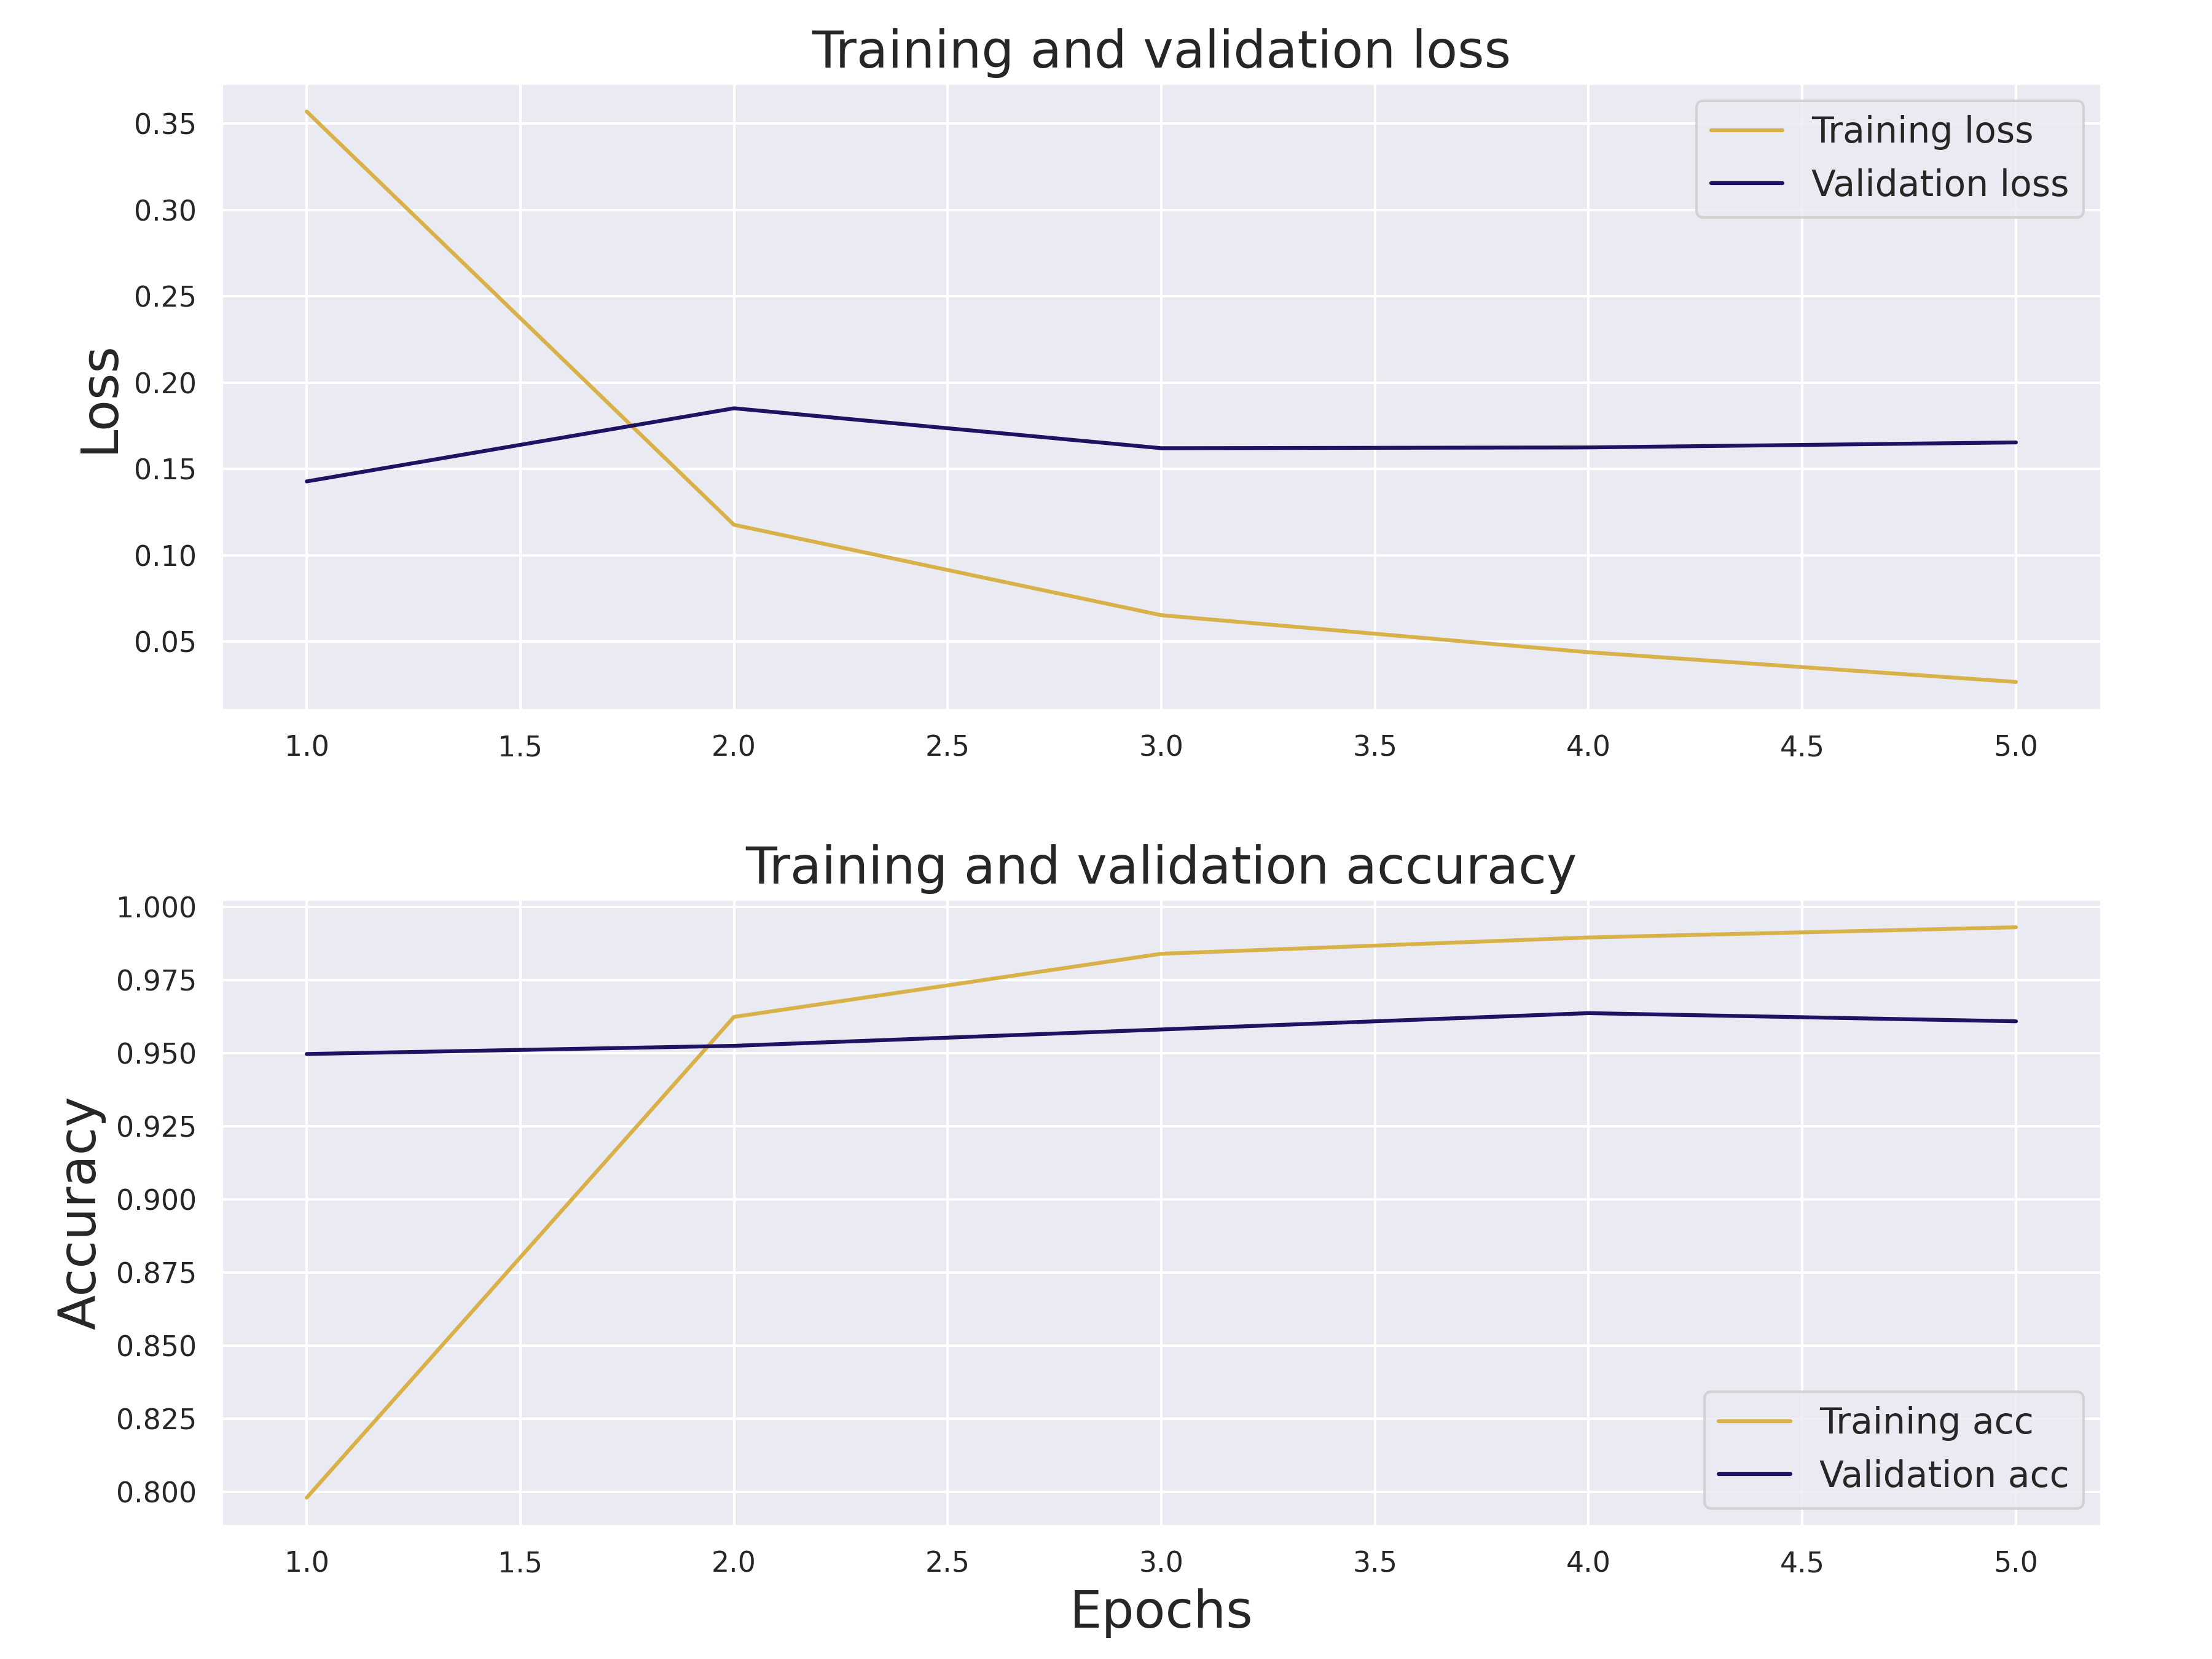 Training and validation loss
Loss
0.35
0.30
0.25
0.20
0.15
0.10
0.05
Training loss
Validation loss
1.0 1.5 2.0 2.5 3.0 3.5 4.0 4.5 5.0
Training and validation accuracy
Accuracy
1.000
0.975
0.950
0.925
0.900
0.875
0.850
0.825
0.800
Training acc
Validation acc
1.0 1.5 2.0 2.5 3.0 3.5 4.0 4.5 5.0
Epochs